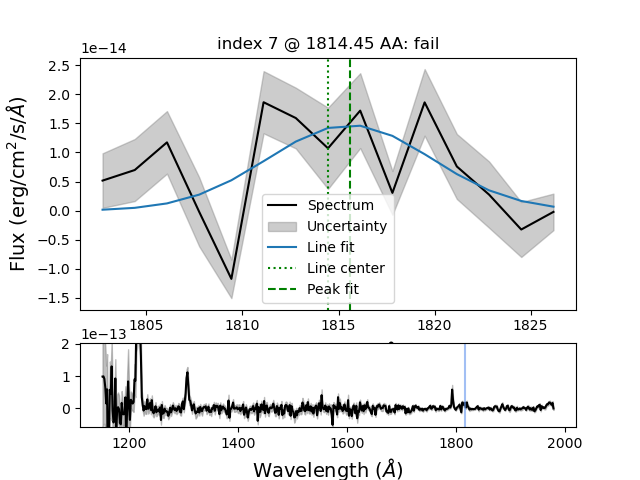 index 7 @ 1814.45 AA: fail
1e−14
2.5
2.0
1.5
1.0
0.5
0.0
−0.5
−1.0
−1.5
Flux (erg/cm²/s/Å)
Spectrum
Uncertainty
Line fit
Line center
Peak fit
1805 1810 1815 1820 1825
1e−13
2
1
0
1200 1400 1600 1800 2000
Wavelength (Å)